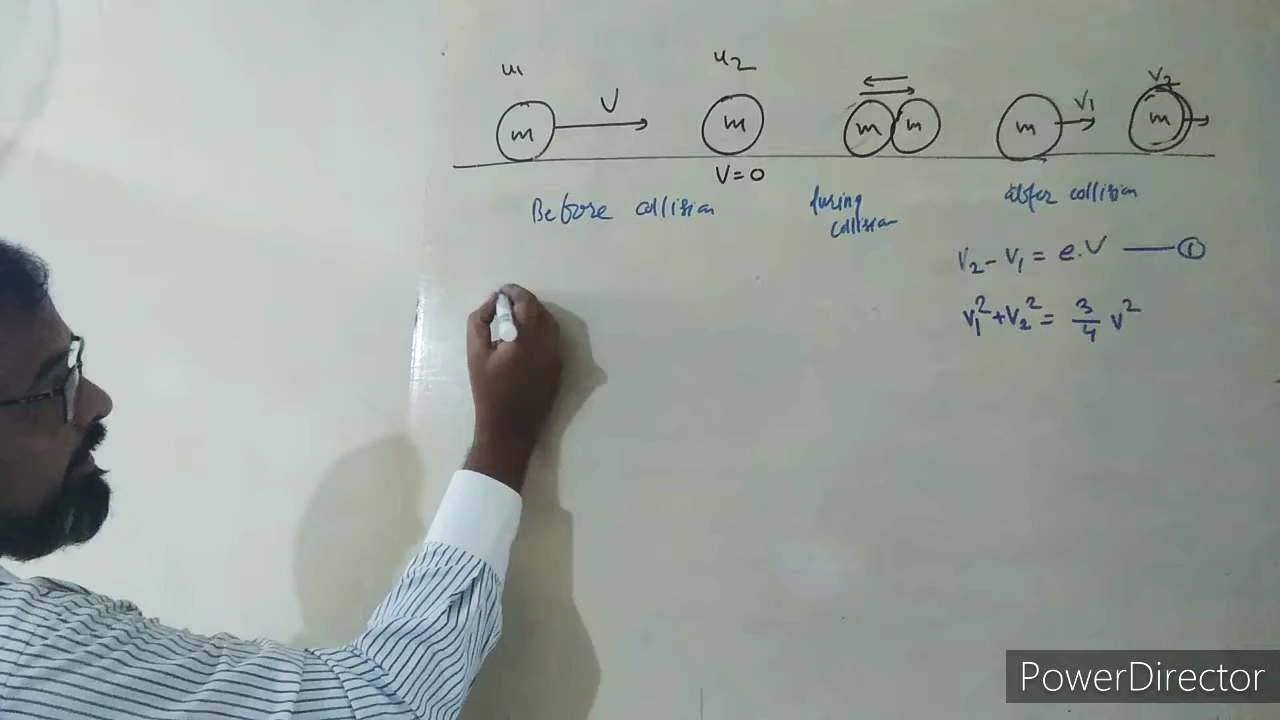 u1 u2
V V2
m m m m m V1 m
V=0
Before collision during collision after collision
V2 - V1 = e.V —— ①
V1² + V2² = 3/4 V²
PowerDirector